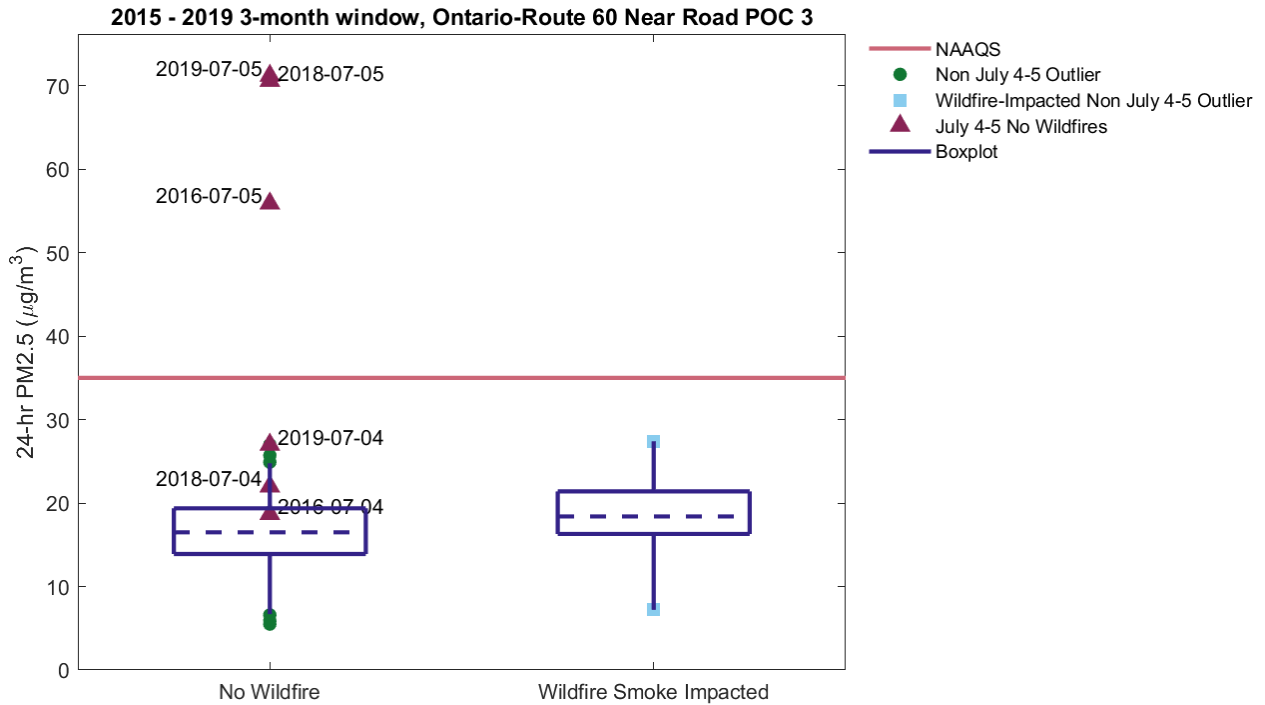 2015 - 2019 3-month window, Ontario-Route 60 Near Road POC 3
NAAQS
Non July 4-5 Outlier
Wildfire-Impacted Non July 4-5 Outlier
July 4-5 No Wildfires
Boxplot
24-hr PM2.5 (μg/m³)
70
60
50
40
30
20
10
0
2019-07-05
2018-07-05
2016-07-05
2019-07-04
2018-07-04
2016-07-04
No Wildfire
Wildfire Smoke Impacted